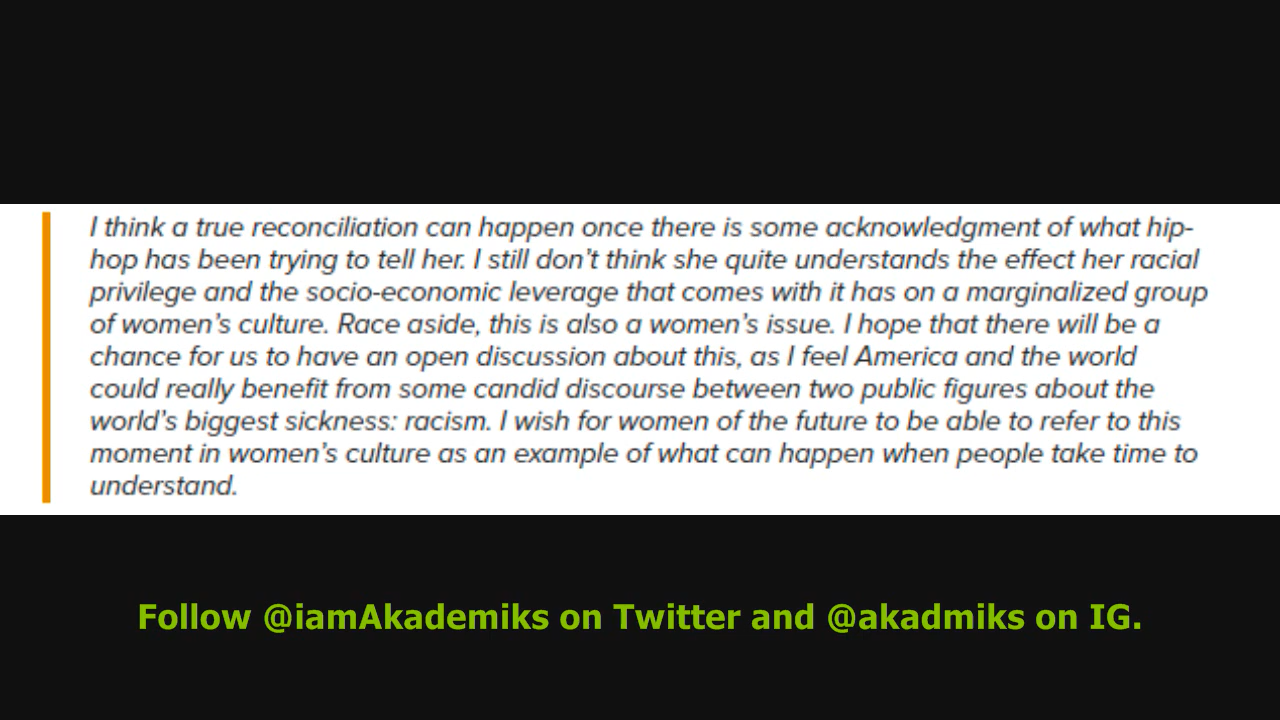 I think a true reconciliation can happen once there is some acknowledgment of what hip-
hop has been trying to tell her. I still don't think she quite understands the effect her racial
privilege and the socio-economic leverage that comes with it has on a marginalized group
of women's culture. Race aside, this is also a women's issue. I hope that there will be a
chance for us to have an open discussion about this, as I feel America and the world
could really benefit from some candid discourse between two public figures about the
world's biggest sickness: racism. I wish for women of the future to be able to refer to this
moment in women's culture as an example of what can happen when people take time to
understand.
Follow @iamAkademiks on Twitter and @akadmiks on IG.